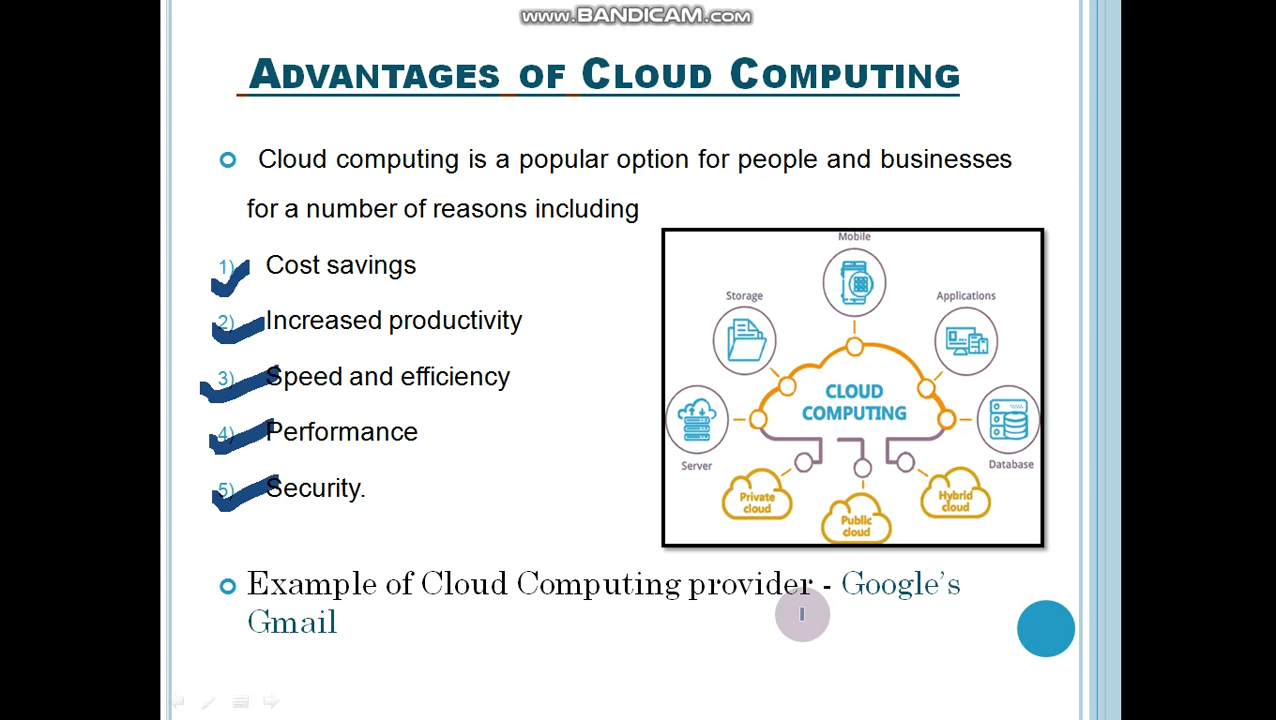 www.BANDICAM.com
ADVANTAGES OF CLOUD COMPUTING
Cloud computing is a popular option for people and businesses
for a number of reasons including
1) Cost savings
2) Increased productivity
3) Speed and efficiency
4) Performance
5) Security.
Mobile
Storage
Applications
CLOUD
COMPUTING
Server
Database
Private
cloud
Public
cloud
Hybrid
cloud
Example of Cloud Computing provider - Google’s
Gmail